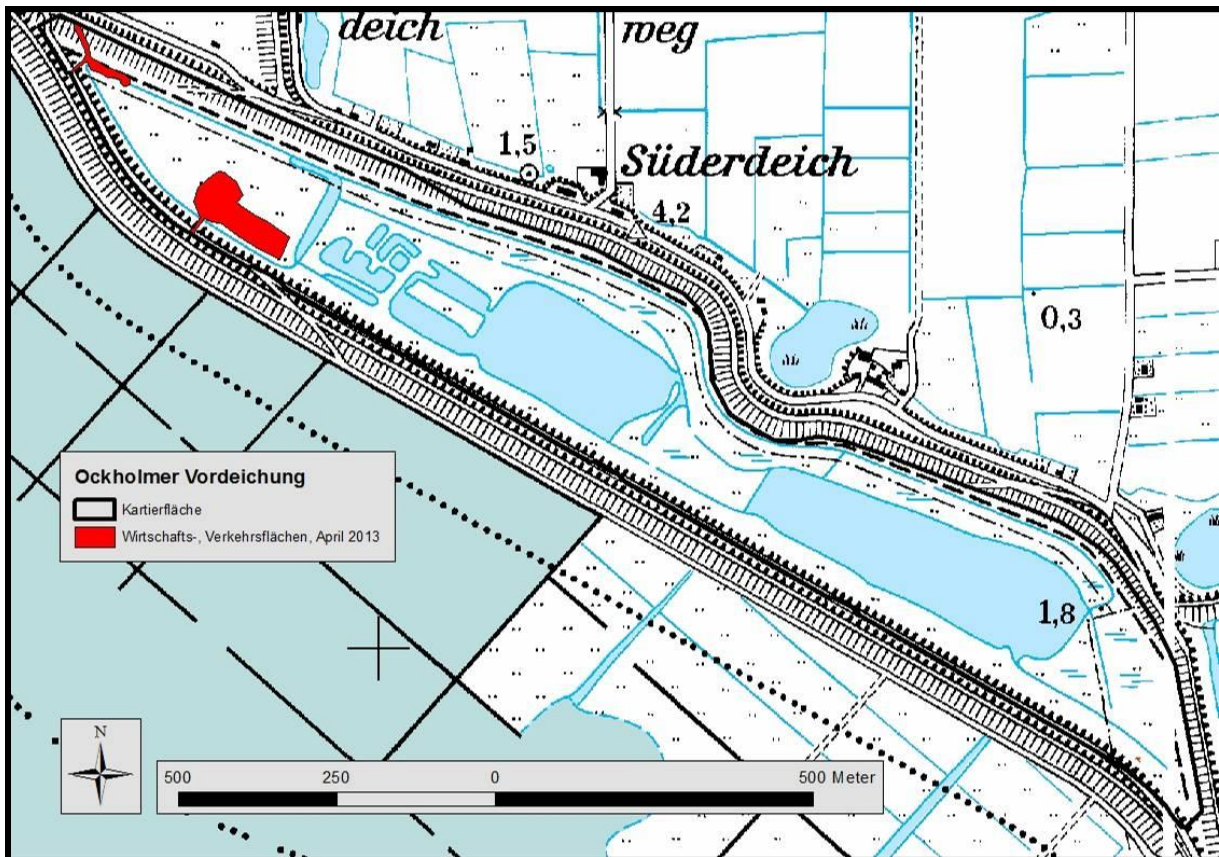 deich
weg
1,5
Süderdeich
4,2
0,3
Ockholmer Vordeichung
Kartierfläche
Wirtschafts-, Verkehrsflächen, April 2013
1,8
N
500 250 0 500 Meter